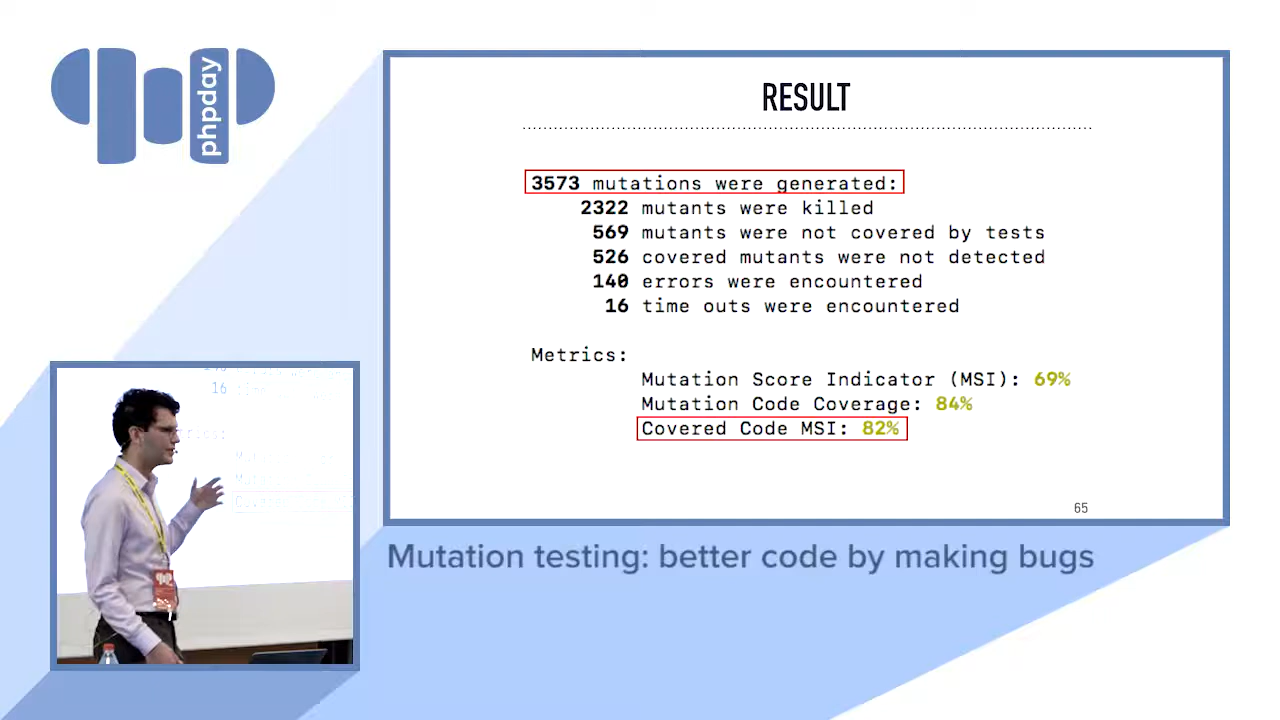 phpday
RESULT
3573 mutations were generated:
2322 mutants were killed
569 mutants were not covered by tests
526 covered mutants were not detected
140 errors were encountered
16 time outs were encountered
Metrics:
Mutation Score Indicator (MSI): 69%
Mutation Code Coverage: 84%
Covered Code MSI: 82%
65
16
Mutation testing: better code by making bugs